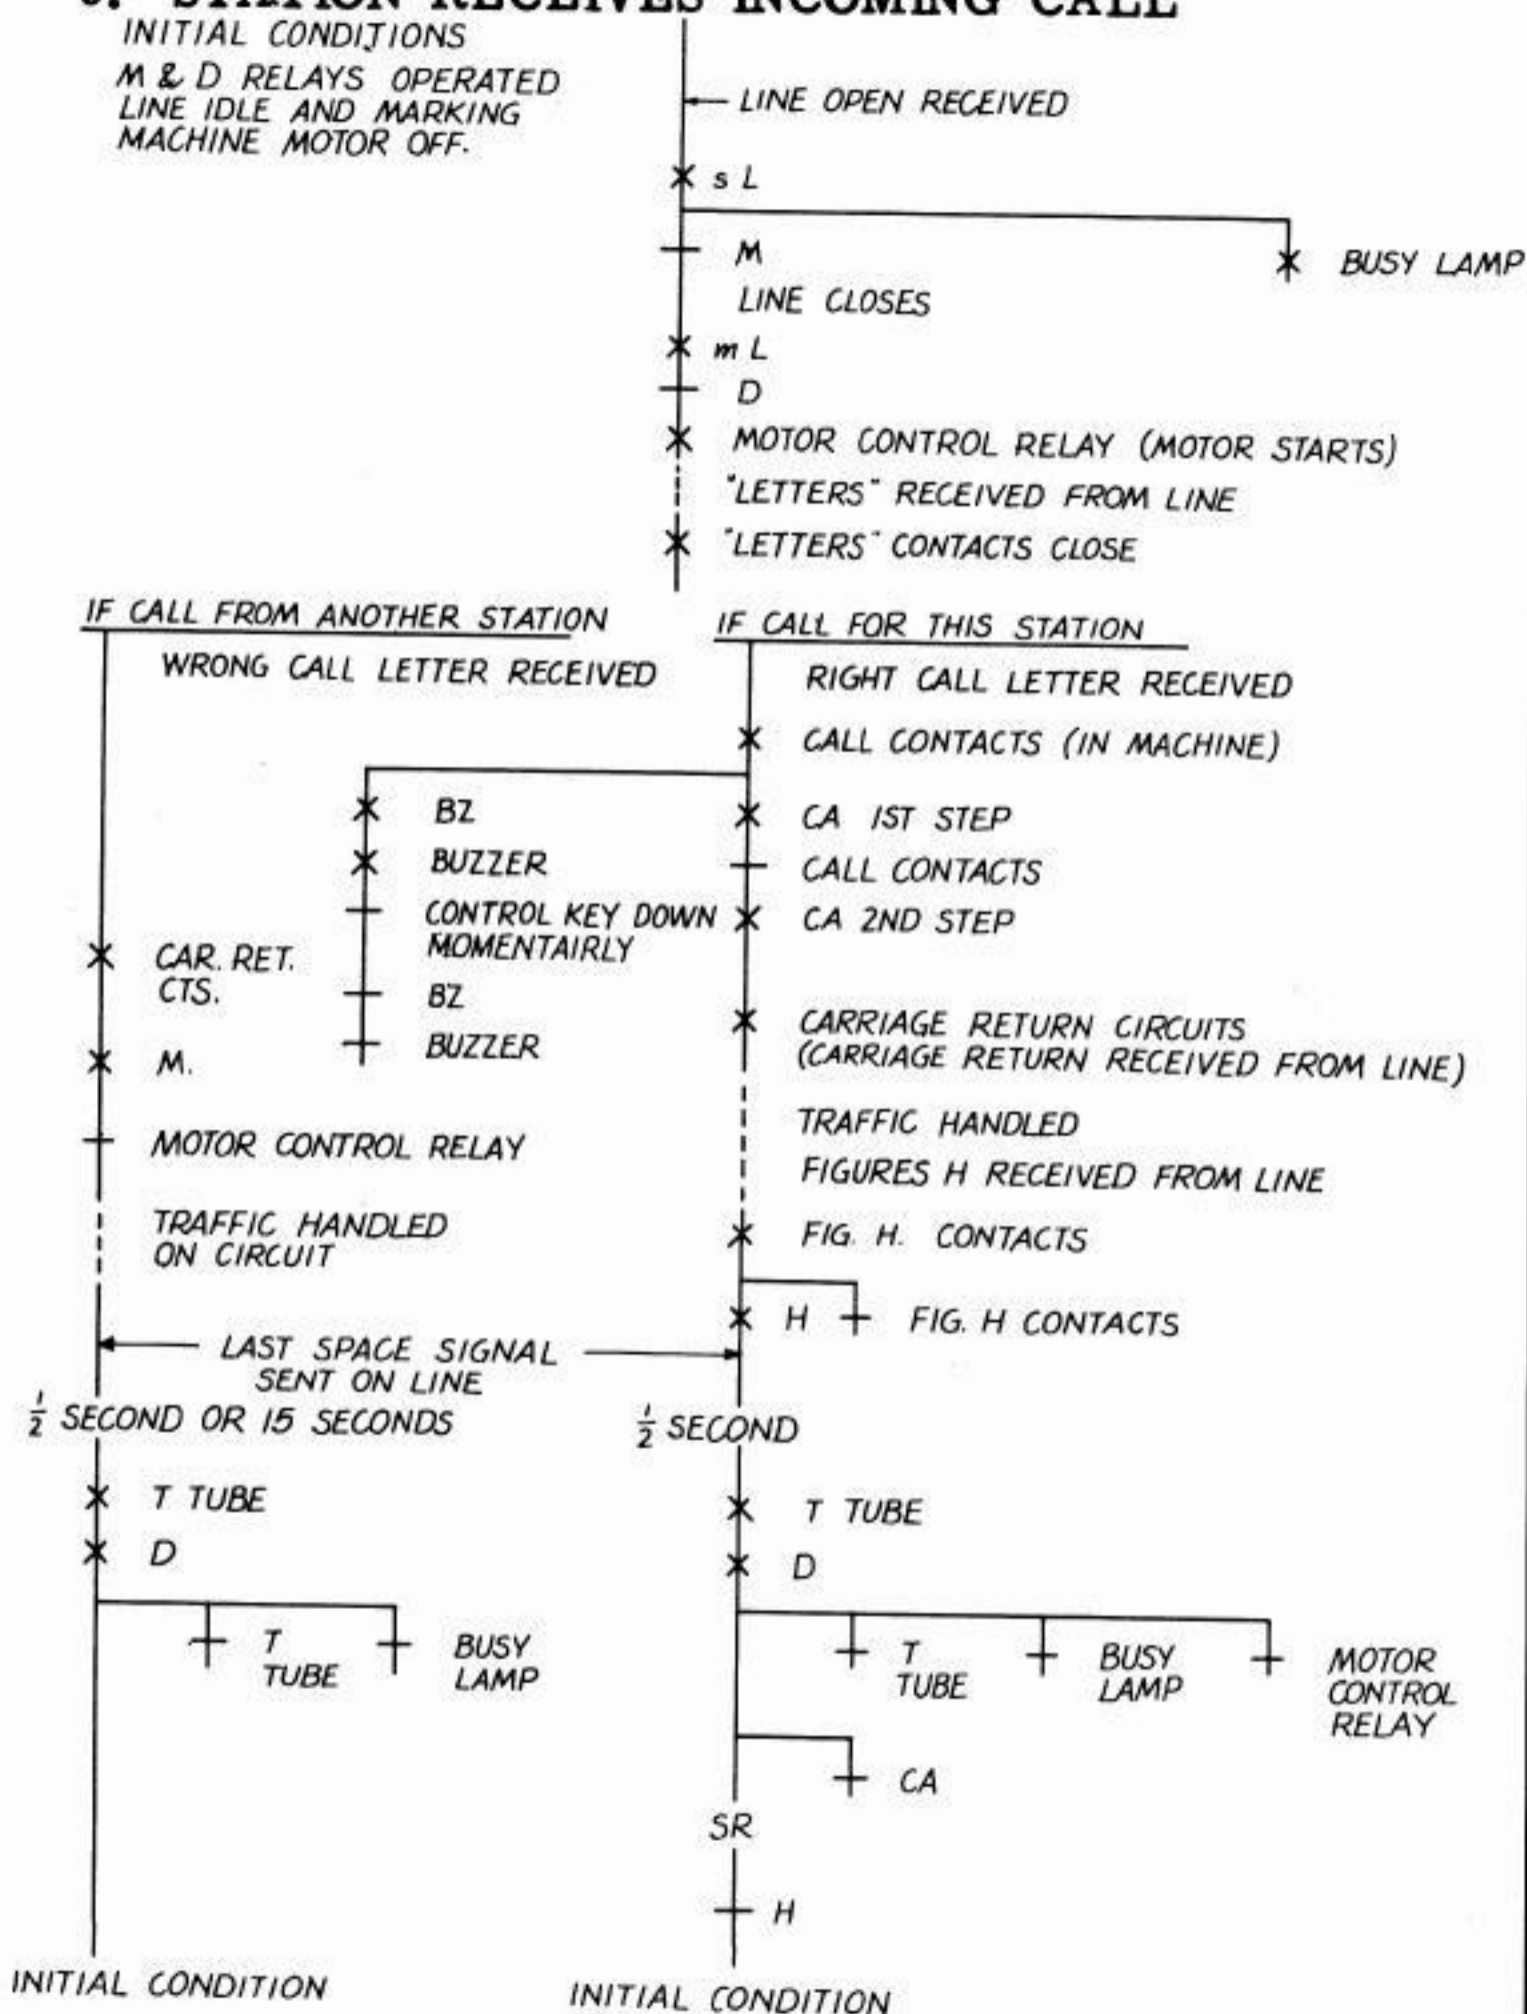 STATION RECEIVES INCOMING CALL
INITIAL CONDITIONS
M & D RELAYS OPERATED
LINE IDLE AND MARKING
MACHINE MOTOR OFF.
LINE OPEN RECEIVED
s L
M
BUSY LAMP
LINE CLOSES
m L
D
MOTOR CONTROL RELAY (MOTOR STARTS)
"LETTERS" RECEIVED FROM LINE
"LETTERS" CONTACTS CLOSE
IF CALL FROM ANOTHER STATION
WRONG CALL LETTER RECEIVED
CAR. RET.
CTS.
M.
MOTOR CONTROL RELAY
TRAFFIC HANDLED
ON CIRCUIT
IF CALL FOR THIS STATION
RIGHT CALL LETTER RECEIVED
CALL CONTACTS (IN MACHINE)
BZ
BUZZER
CONTROL KEY DOWN
MOMENTAIRLY
BZ
BUZZER
CA 1ST STEP
CALL CONTACTS
CA 2ND STEP
CARRIAGE RETURN CIRCUITS
(CARRIAGE RETURN RECEIVED FROM LINE)
TRAFFIC HANDLED
FIGURES H RECEIVED FROM LINE
FIG. H. CONTACTS
H
FIG. H CONTACTS
LAST SPACE SIGNAL
SENT ON LINE
½ SECOND OR 15 SECONDS
T TUBE
D
T
TUBE
BUSY
LAMP
INITIAL CONDITION
½ SECOND
T TUBE
D
T
TUBE
BUSY
LAMP
MOTOR
CONTROL
RELAY
CA
SR
H
INITIAL CONDITION